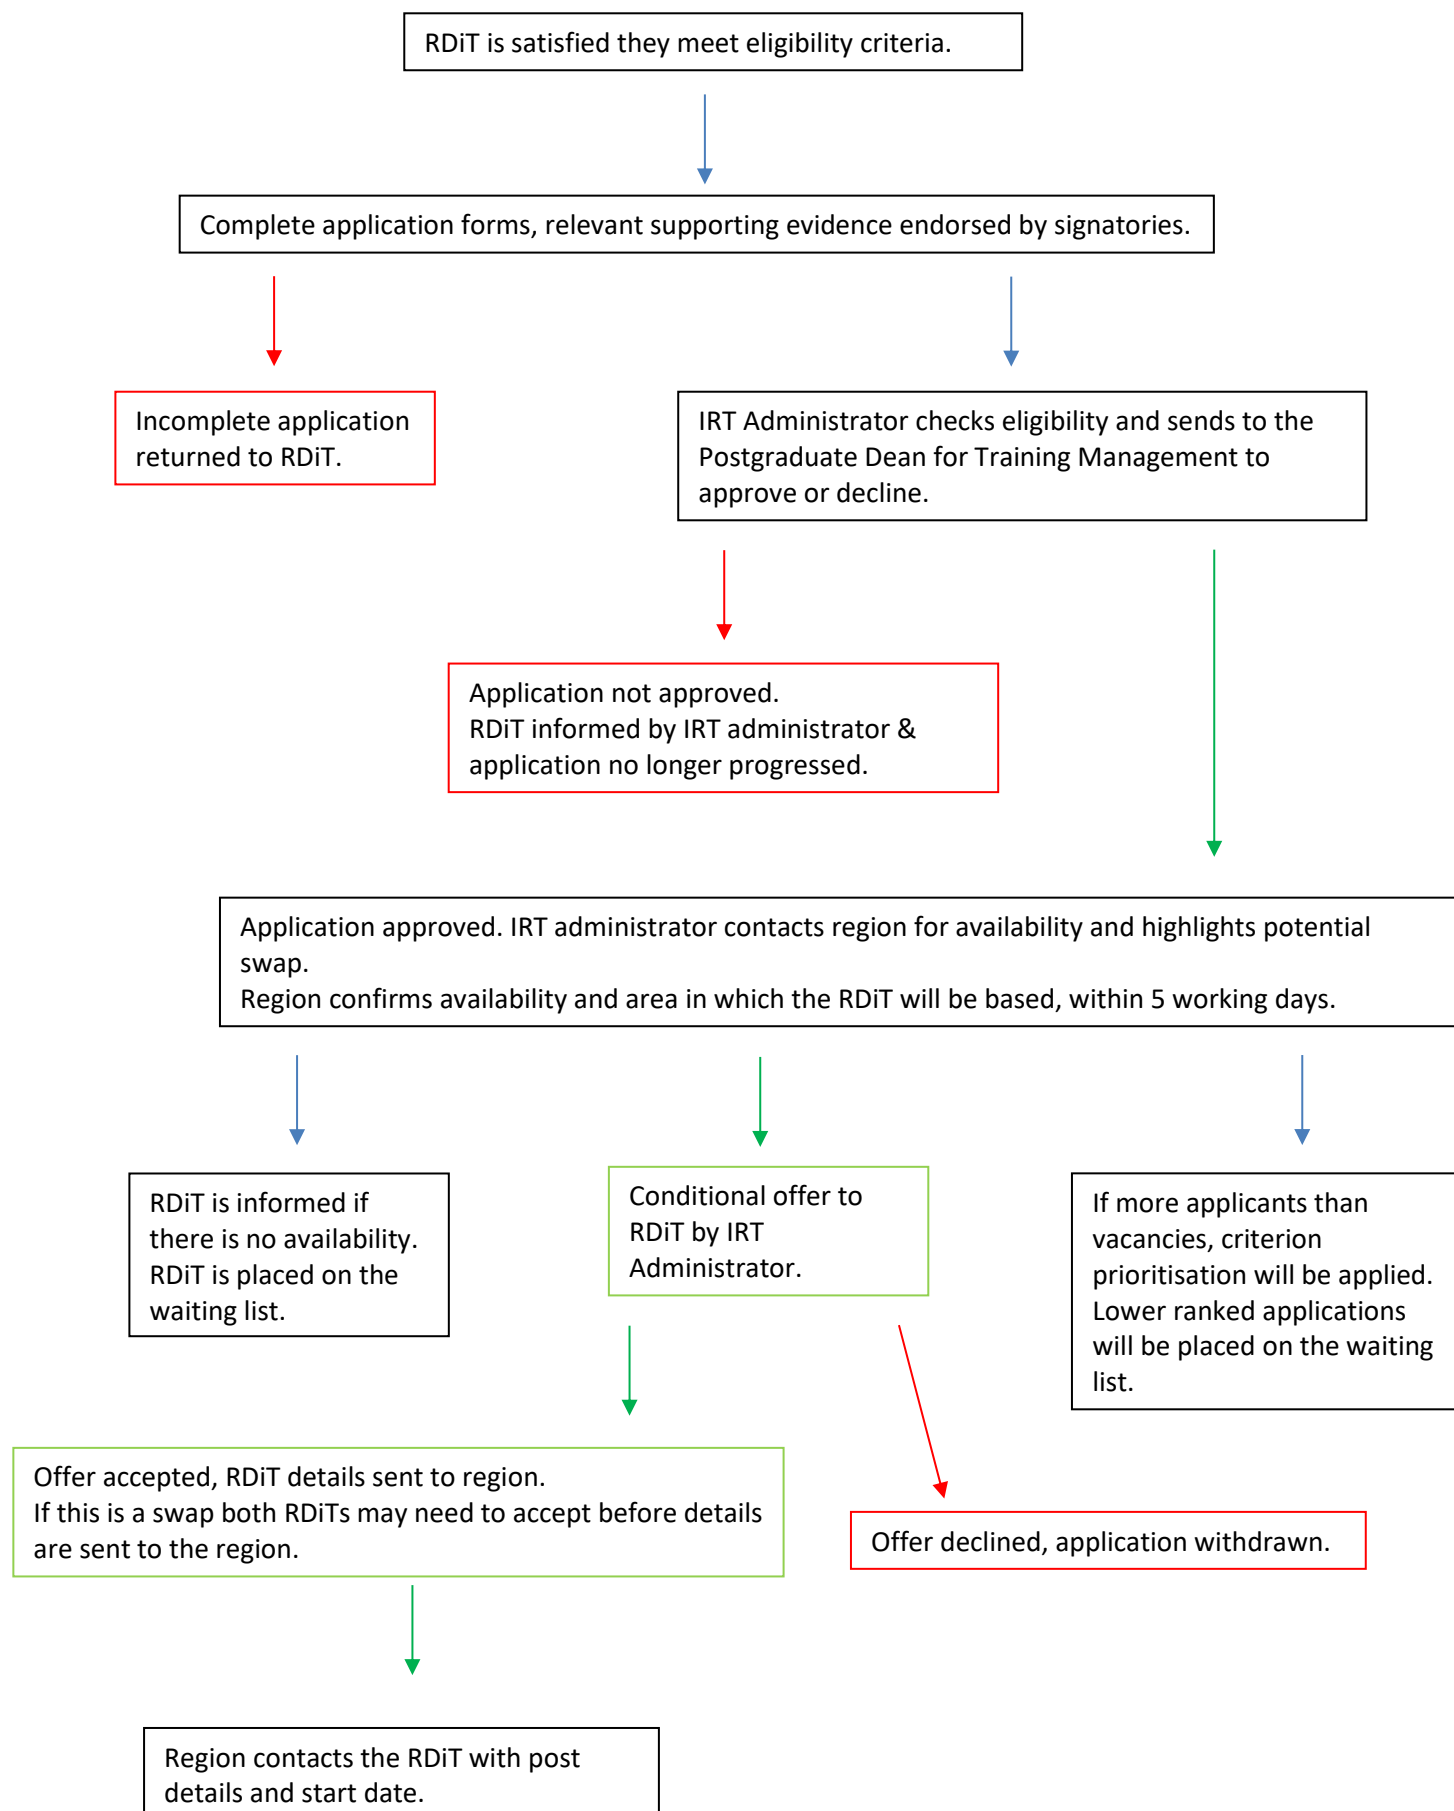 RDiT is satisfied they meet eligibility criteria.
Complete application forms, relevant supporting evidence endorsed by signatories.
Incomplete application
returned to RDiT.
IRT Administrator checks eligibility and sends to the
Postgraduate Dean for Training Management to
approve or decline.
Application not approved.
RDiT informed by IRT administrator &
application no longer progressed.
Application approved. IRT administrator contacts region for availability and highlights potential
swap.
Region confirms availability and area in which the RDiT will be based, within 5 working days.
RDiT is informed if
there is no availability.
RDiT is placed on the
waiting list.
Conditional offer to
RDiT by IRT
Administrator.
If more applicants than
vacancies, criterion
prioritisation will be applied.
Lower ranked applications
will be placed on the waiting
list.
Offer accepted, RDiT details sent to region.
If this is a swap both RDiTs may need to accept before details
are sent to the region.
Offer declined, application withdrawn.
Region contacts the RDiT with post
details and start date.